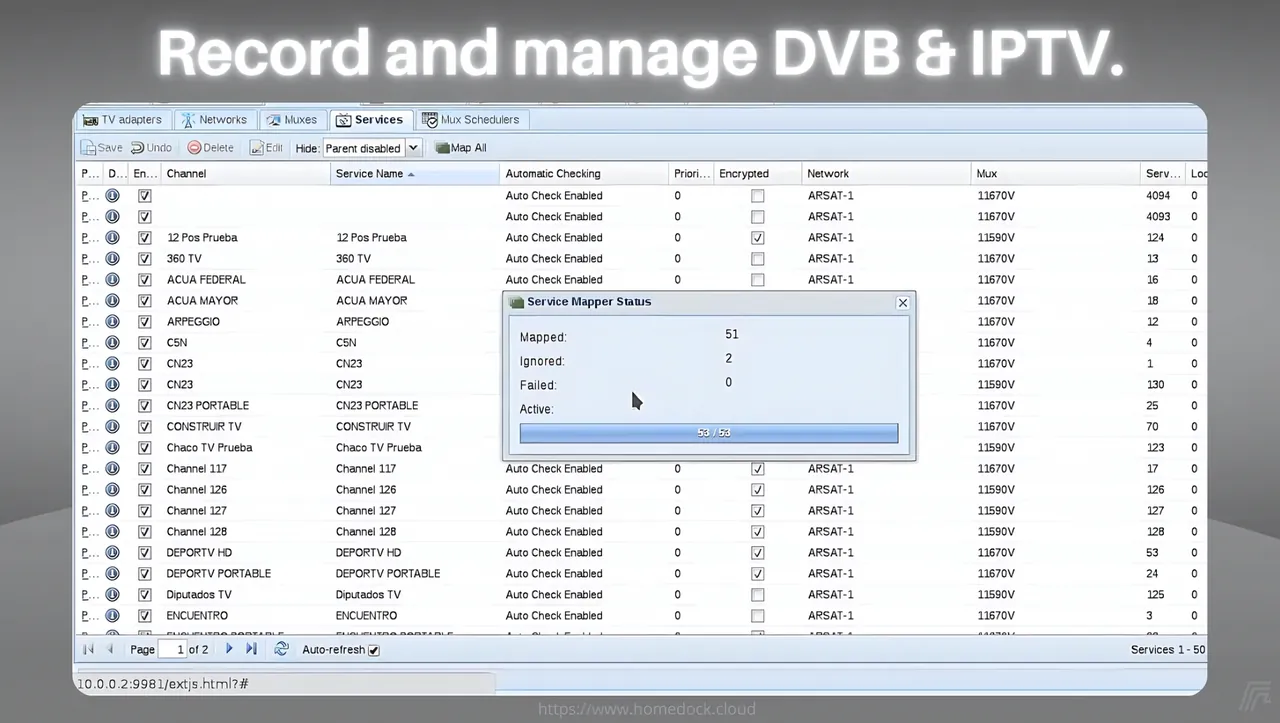 Record and manage DVB & IPTV.
TV adapters Networks Muxes Services Mux Schedulers
Save Undo Delete Edit Hide: Parent disabled Map All
P... D... En... Channel Service Name Automatic Checking Priori... Encrypted Network Mux Serv... Loc
P... Auto Check Enabled 0 ARSAT-1 11670V 4094 0
P... Auto Check Enabled 0 ARSAT-1 11670V 4093 0
P... 12 Pos Prueba 12 Pos Prueba Auto Check Enabled 0 ARSAT-1 11590V 124 0
P... 360 TV 360 TV Auto Check Enabled 0 ARSAT-1 11670V 13 0
P... ACUA FEDERAL ACUA FEDERAL Auto Check Enabled 0 ARSAT-1 11670V 16 0
P... ACUA MAYOR ACUA MAYOR 11670V 18 0
P... ARPEGGIO ARPEGGIO 11670V 12 0
P... C5N C5N 11670V 4 0
P... CN23 CN23 11670V 1 0
P... CN23 CN23 11590V 130 0
P... CN23 PORTABLE CN23 PORTABLE 11670V 25 0
P... CONSTRUIR TV CONSTRUIR TV 11670V 70 0
P... Chaco TV Prueba Chaco TV Prueba 11590V 123 0
Service Mapper Status
Mapped: 51
Ignored: 2
Failed: 0
Active:
53 / 53
P... Channel 117 Channel 117 Auto Check Enabled 0 ARSAT-1 11670V 17 0
P... Channel 126 Channel 126 Auto Check Enabled 0 ARSAT-1 11590V 126 0
P... Channel 127 Channel 127 Auto Check Enabled 0 ARSAT-1 11590V 127 0
P... Channel 128 Channel 128 Auto Check Enabled 0 ARSAT-1 11590V 128 0
P... DEPORTV HD DEPORTV HD Auto Check Enabled 0 ARSAT-1 11670V 53 0
P... DEPORTV PORTABLE DEPORTV PORTABLE Auto Check Enabled 0 ARSAT-1 11670V 24 0
P... Diputados TV Diputados TV Auto Check Enabled 0 ARSAT-1 11590V 125 0
P... ENCUENTRO ENCUENTRO Auto Check Enabled 0 ARSAT-1 11670V 3 0
Page 1 of 2 Auto-refresh Services 1 - 50
10.0.0.2:9981/extjs.html?#
https://www.homedock.cloud